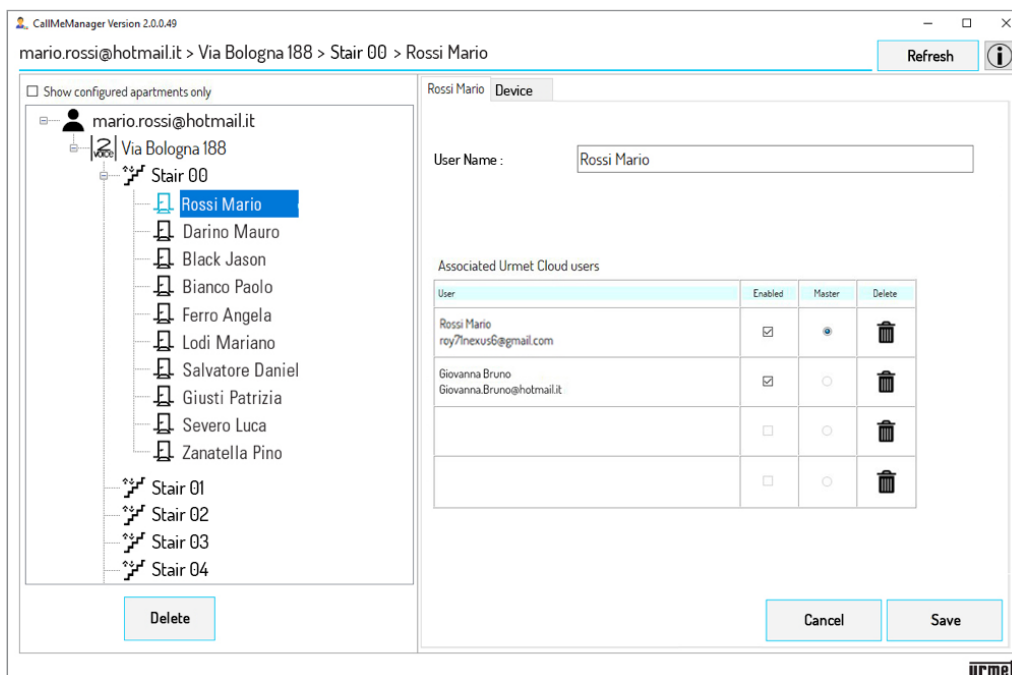 CallMeManager Version 2.0.0.49
mario.rossi@hotmail.it > Via Bologna 188 > Stair 00 > Rossi Mario
Refresh
Show configured apartments only
mario.rossi@hotmail.it
2 VOICE Via Bologna 188
Stair 00
Rossi Mario
Darino Mauro
Black Jason
Bianco Paolo
Ferro Angela
Lodi Mariano
Salvatore Daniel
Giusti Patrizia
Severo Luca
Zanatella Pino
Stair 01
Stair 02
Stair 03
Stair 04
Delete
Rossi Mario Device
User Name : Rossi Mario
Associated Urmet Cloud users
User Enabled Master Delete
Rossi Mario
roy71nexus6@gmail.com
Giovanna Bruno
Giovanna.Bruno@hotmail.it
Cancel Save
urmet